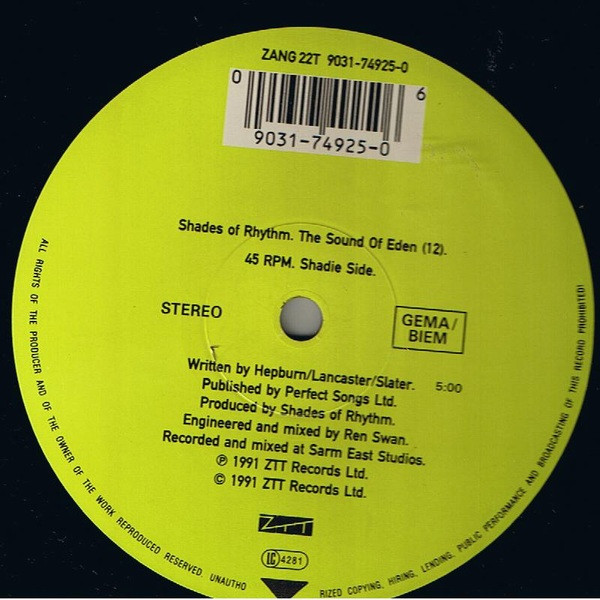 ZANG 22T 9031-74925-0
0 6
9031-74925-0
Shades of Rhythm. The Sound Of Eden (12).
45 RPM. Shadie Side.
STEREO
GEMA/
BIEM
Written by Hepburn/Lancaster/Slater. 5:00
Published by Perfect Songs Ltd.
Produced by Shades of Rhythm.
Engineered and mixed by Ren Swan.
Recorded and mixed at Sarm East Studios.
℗ 1991 ZTT Records Ltd.
© 1991 ZTT Records Ltd.
ZTT
LC 4281
ALL RIGHTS OF THE PRODUCER AND OF THE OWNER OF THE WORK REPRODUCED RESERVED. UNAUTHO RIZED COPYING, HIRING, LENDING, PUBLIC PERFORMANCE AND BROADCASTING OF THIS RECORD PROHIBITED!